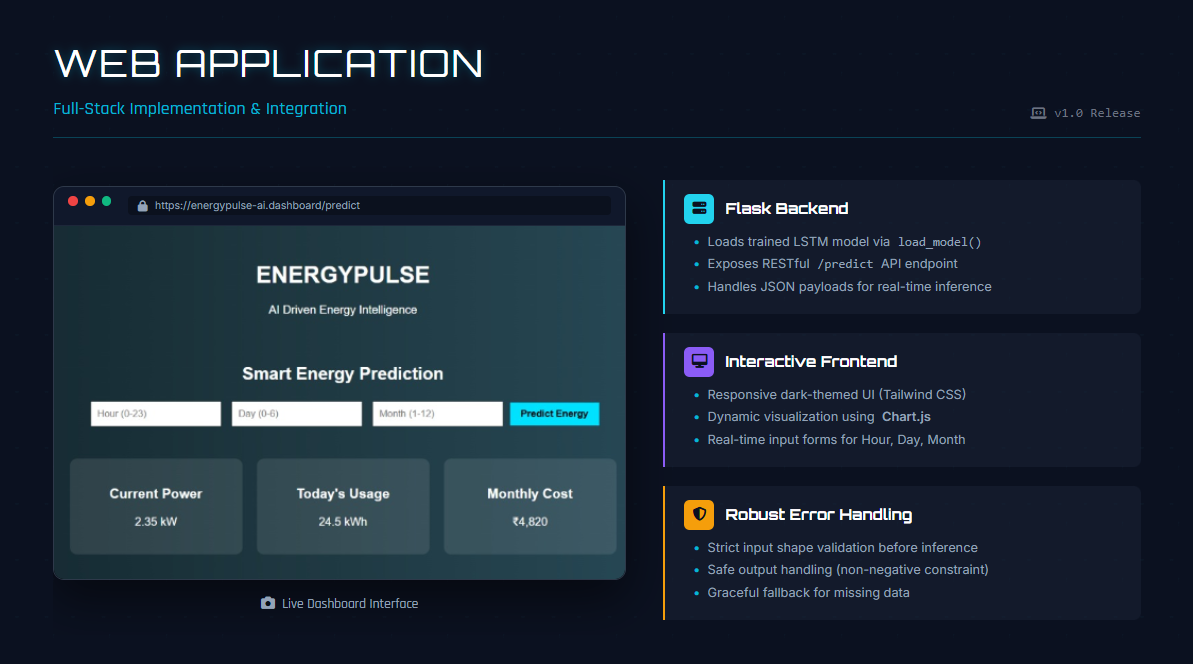 WEB APPLICATION
Full-Stack Implementation & Integration
v1.0 Release
https://energypulse-ai.dashboard/predict
ENERGYPULSE
AI Driven Energy Intelligence
Smart Energy Prediction
Hour (0-23) Day (0-6) Month (1-12) Predict Energy
Current Power Today's Usage Monthly Cost
2.35 kW 24.5 kWh ₹4,820
Live Dashboard Interface
Flask Backend
Loads trained LSTM model via load_model()
Exposes RESTful /predict API endpoint
Handles JSON payloads for real-time inference
Interactive Frontend
Responsive dark-themed UI (Tailwind CSS)
Dynamic visualization using Chart.js
Real-time input forms for Hour, Day, Month
Robust Error Handling
Strict input shape validation before inference
Safe output handling (non-negative constraint)
Graceful fallback for missing data